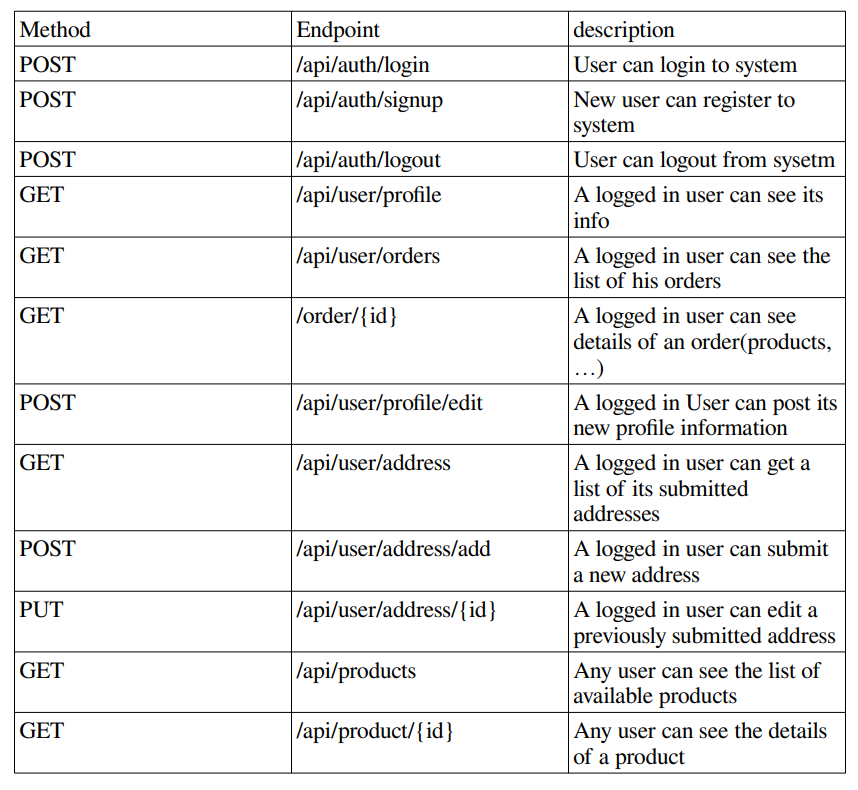 Method Endpoint description
POST /api/auth/login User can login to system
POST /api/auth/signup New user can register to
system
POST /api/auth/logout User can logout from sysetm
GET /api/user/profile A logged in user can see its
info
GET /api/user/orders A logged in user can see the
list of his orders
GET /order/{id} A logged in user can see
details of an order(products,
…)
POST /api/user/profile/edit A logged in User can post its
new profile information
GET /api/user/address A logged in user can get a
list of its submitted
addresses
POST /api/user/address/add A logged in user can submit
a new address
PUT /api/user/address/{id} A logged in user can edit a
previously submitted address
GET /api/products Any user can see the list of
available products
GET /api/product/{id} Any user can see the details
of a product